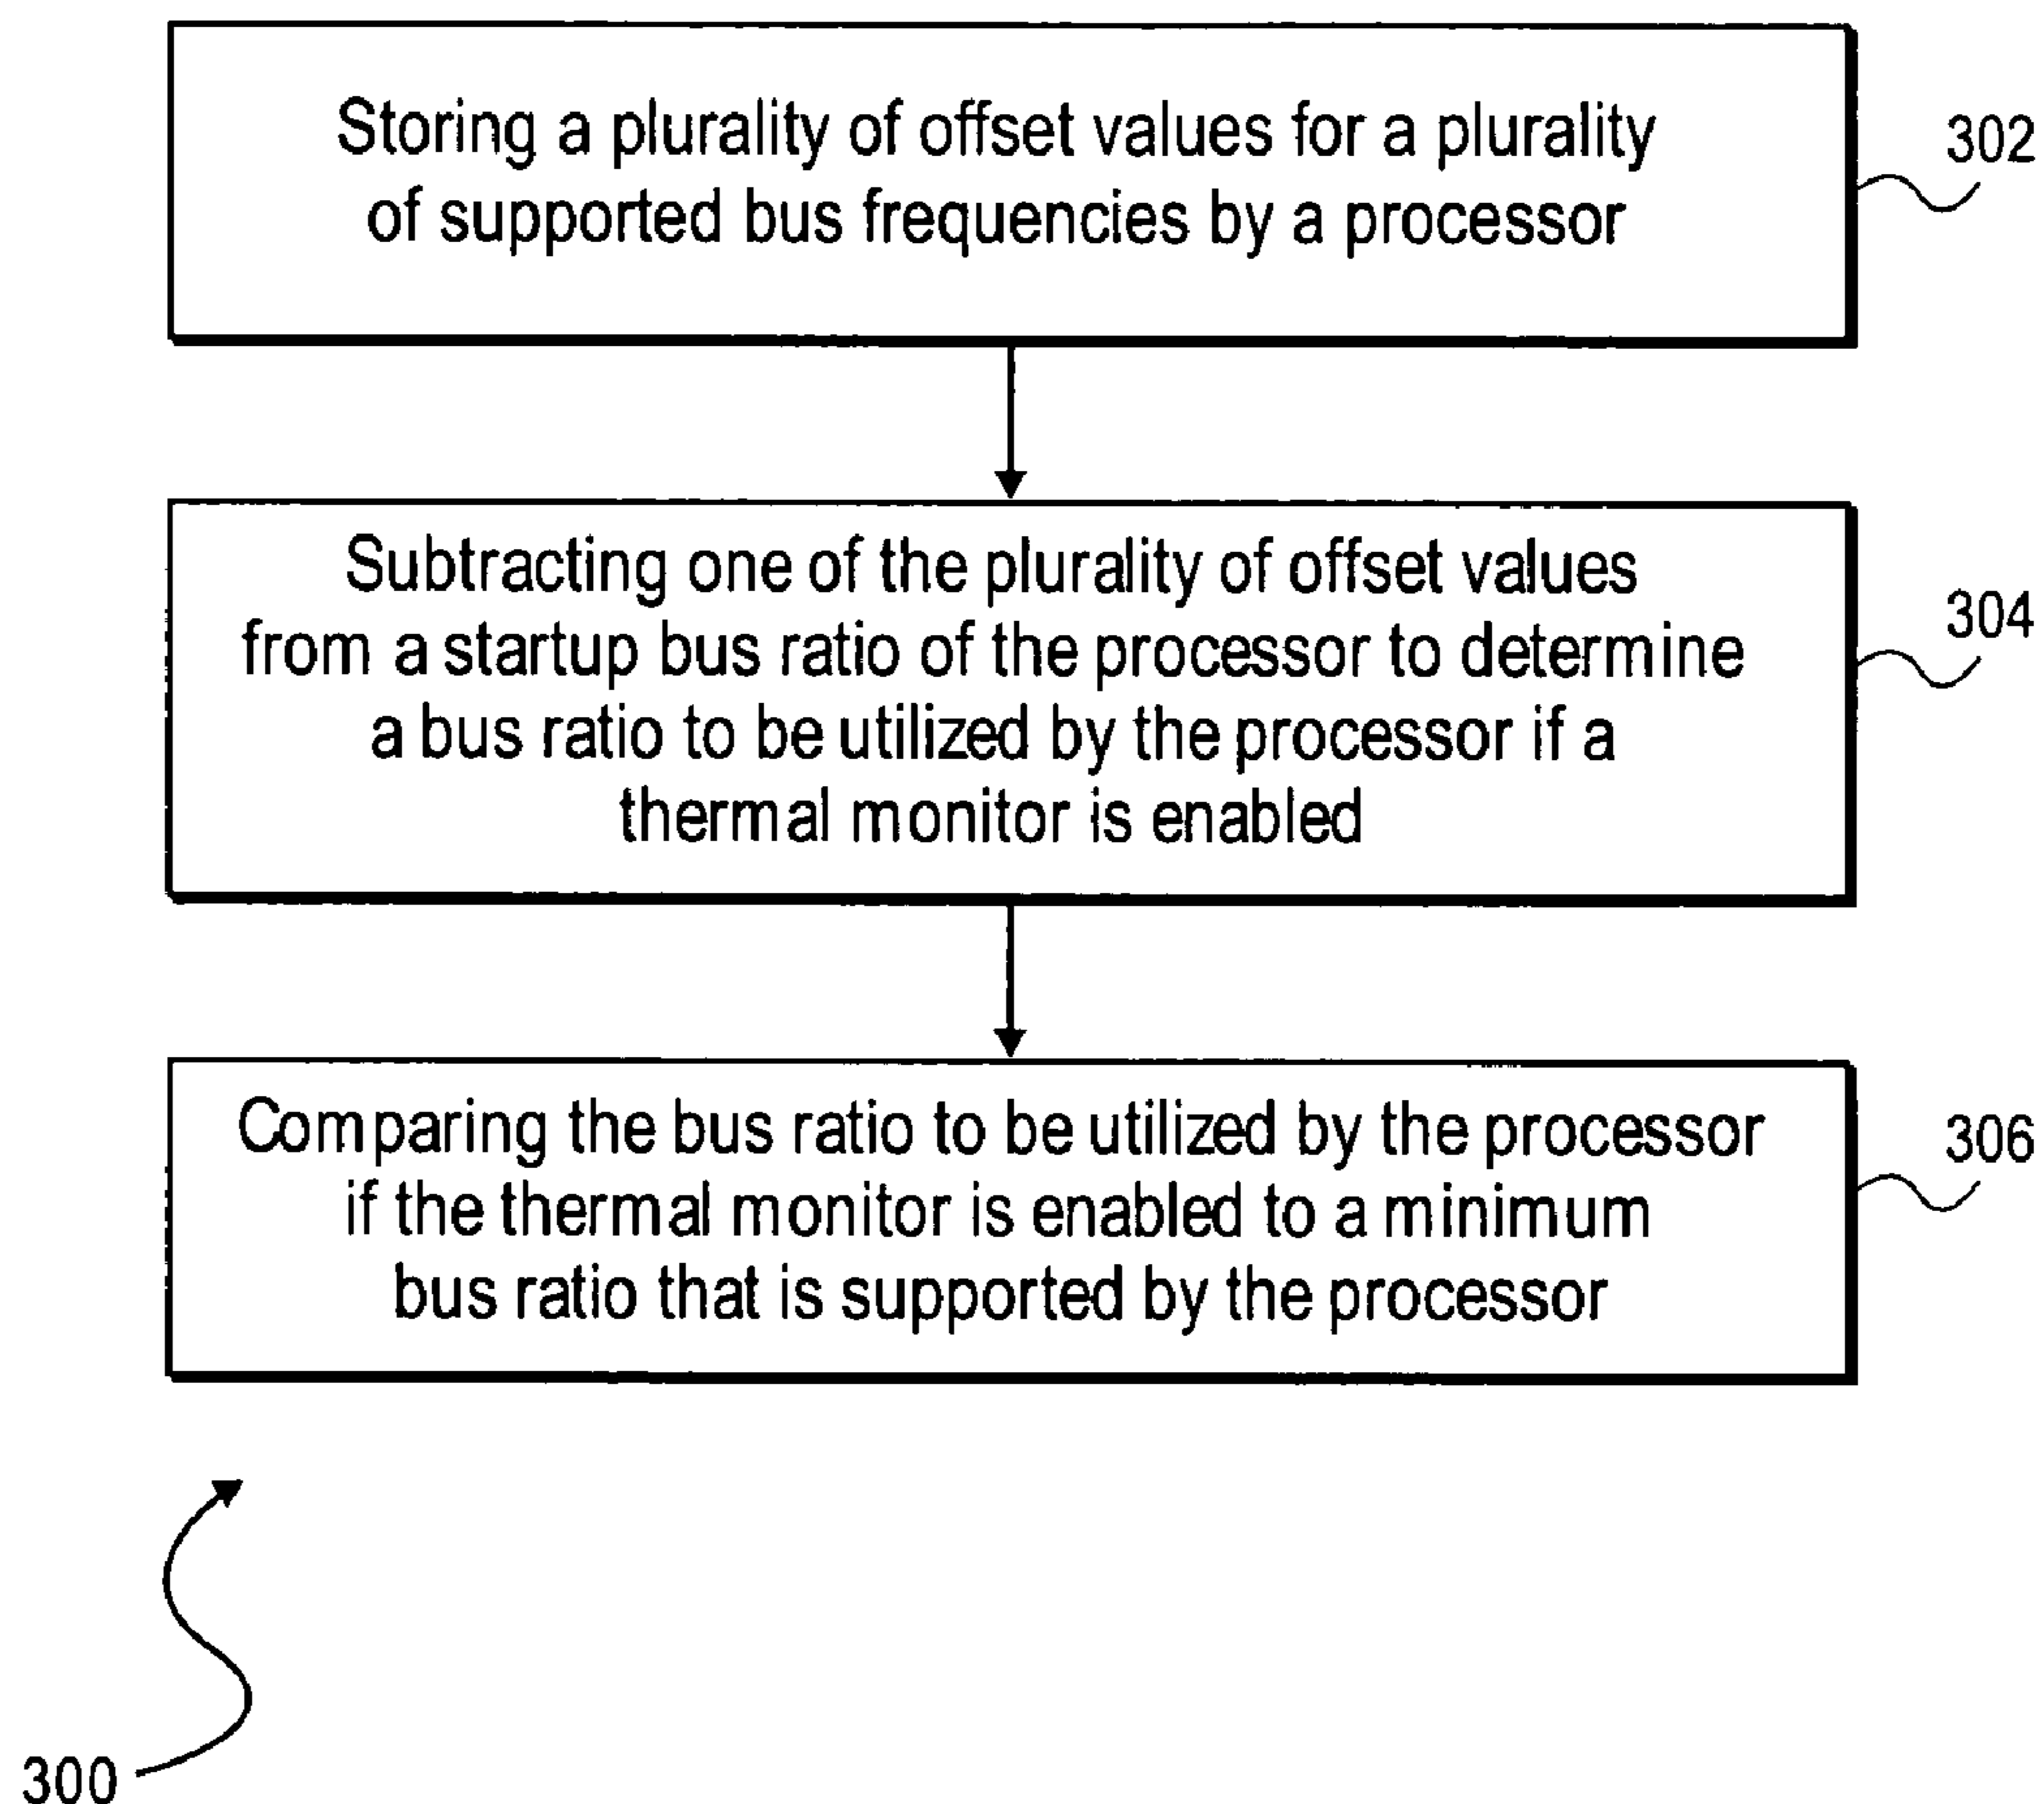 Storing a plurality of offset values for a plurality
of supported bus frequencies by a processor
302
Subtracting one of the plurality of offset values
from a startup bus ratio of the processor to determine
a bus ratio to be utilized by the processor if a
thermal monitor is enabled
304
Comparing the bus ratio to be utilized by the processor
if the thermal monitor is enabled to a minimum
bus ratio that is supported by the processor
306
300